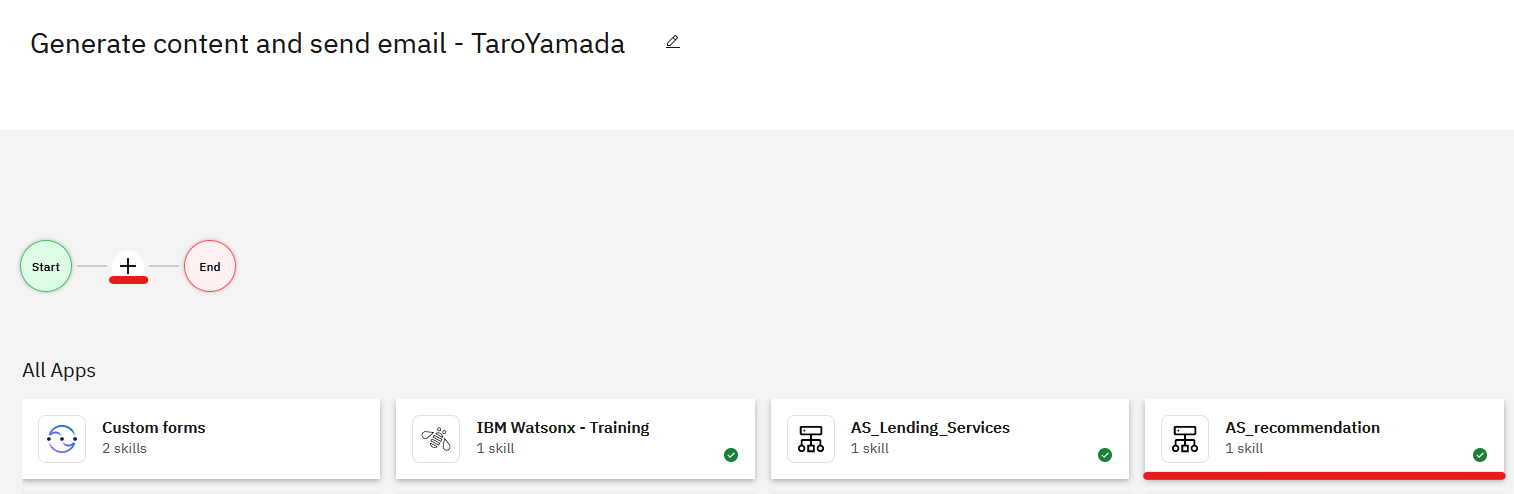 Generate content and send email - TaroYamada
Start
End
All Apps
Custom forms
2 skills
IBM Watsonx - Training
1 skill
AS_Lending_Services
1 skill
AS_recommendation
1 skill